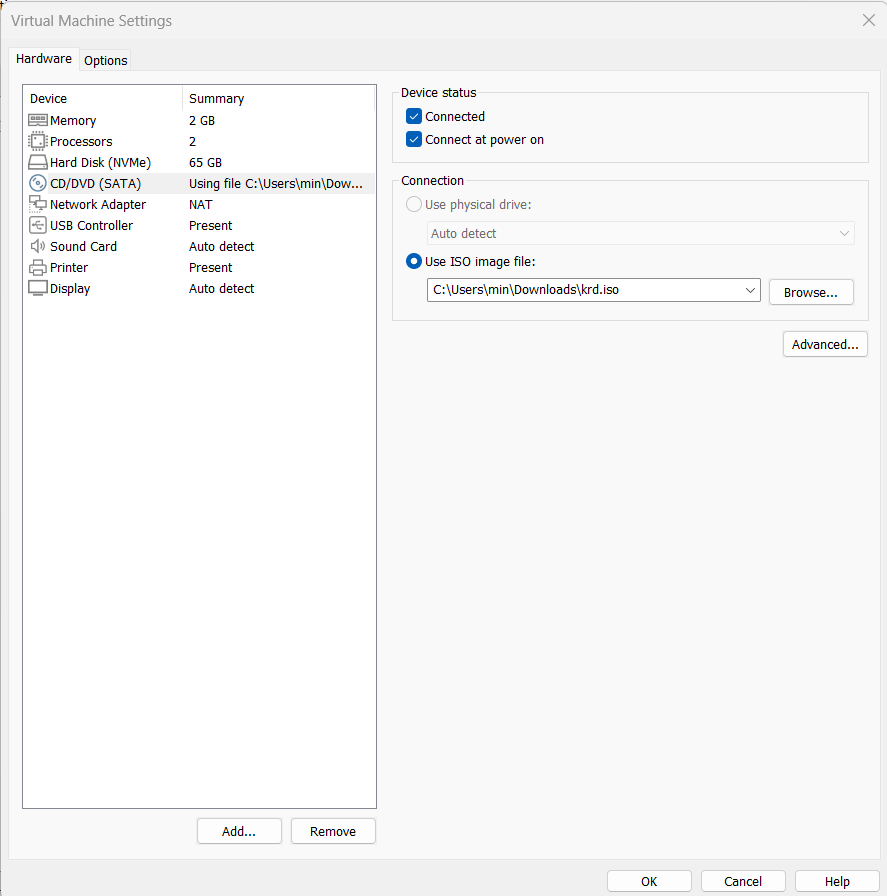 Virtual Machine Settings
Hardware Options
Device Summary
Memory 2 GB
Processors 2
Hard Disk (NVMe) 65 GB
CD/DVD (SATA) Using file C:\Users\min\Dow...
Network Adapter NAT
USB Controller Present
Sound Card Auto detect
Printer Present
Display Auto detect
Add... Remove
Device status
Connected
Connect at power on
Connection
Use physical drive:
Auto detect
Use ISO image file:
C:\Users\min\Downloads\krd.iso Browse...
Advanced...
OK Cancel Help